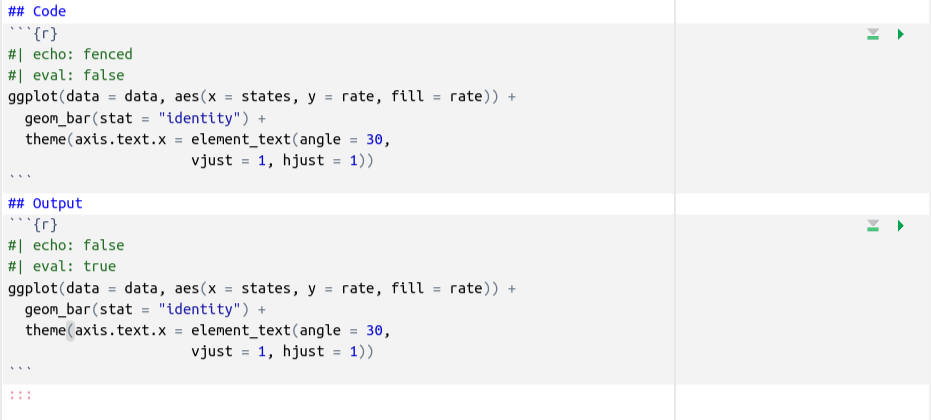 ## Code
```{r}
#| echo: fenced
#| eval: false
ggplot(data = data, aes(x = states, y = rate, fill = rate)) +
  geom_bar(stat = "identity") +
  theme(axis.text.x = element_text(angle = 30,
                      vjust = 1, hjust = 1))
```
## Output
```{r}
#| echo: false
#| eval: true
ggplot(data = data, aes(x = states, y = rate, fill = rate)) +
  geom_bar(stat = "identity") +
  theme(axis.text.x = element_text(angle = 30,
                      vjust = 1, hjust = 1))
```
:::